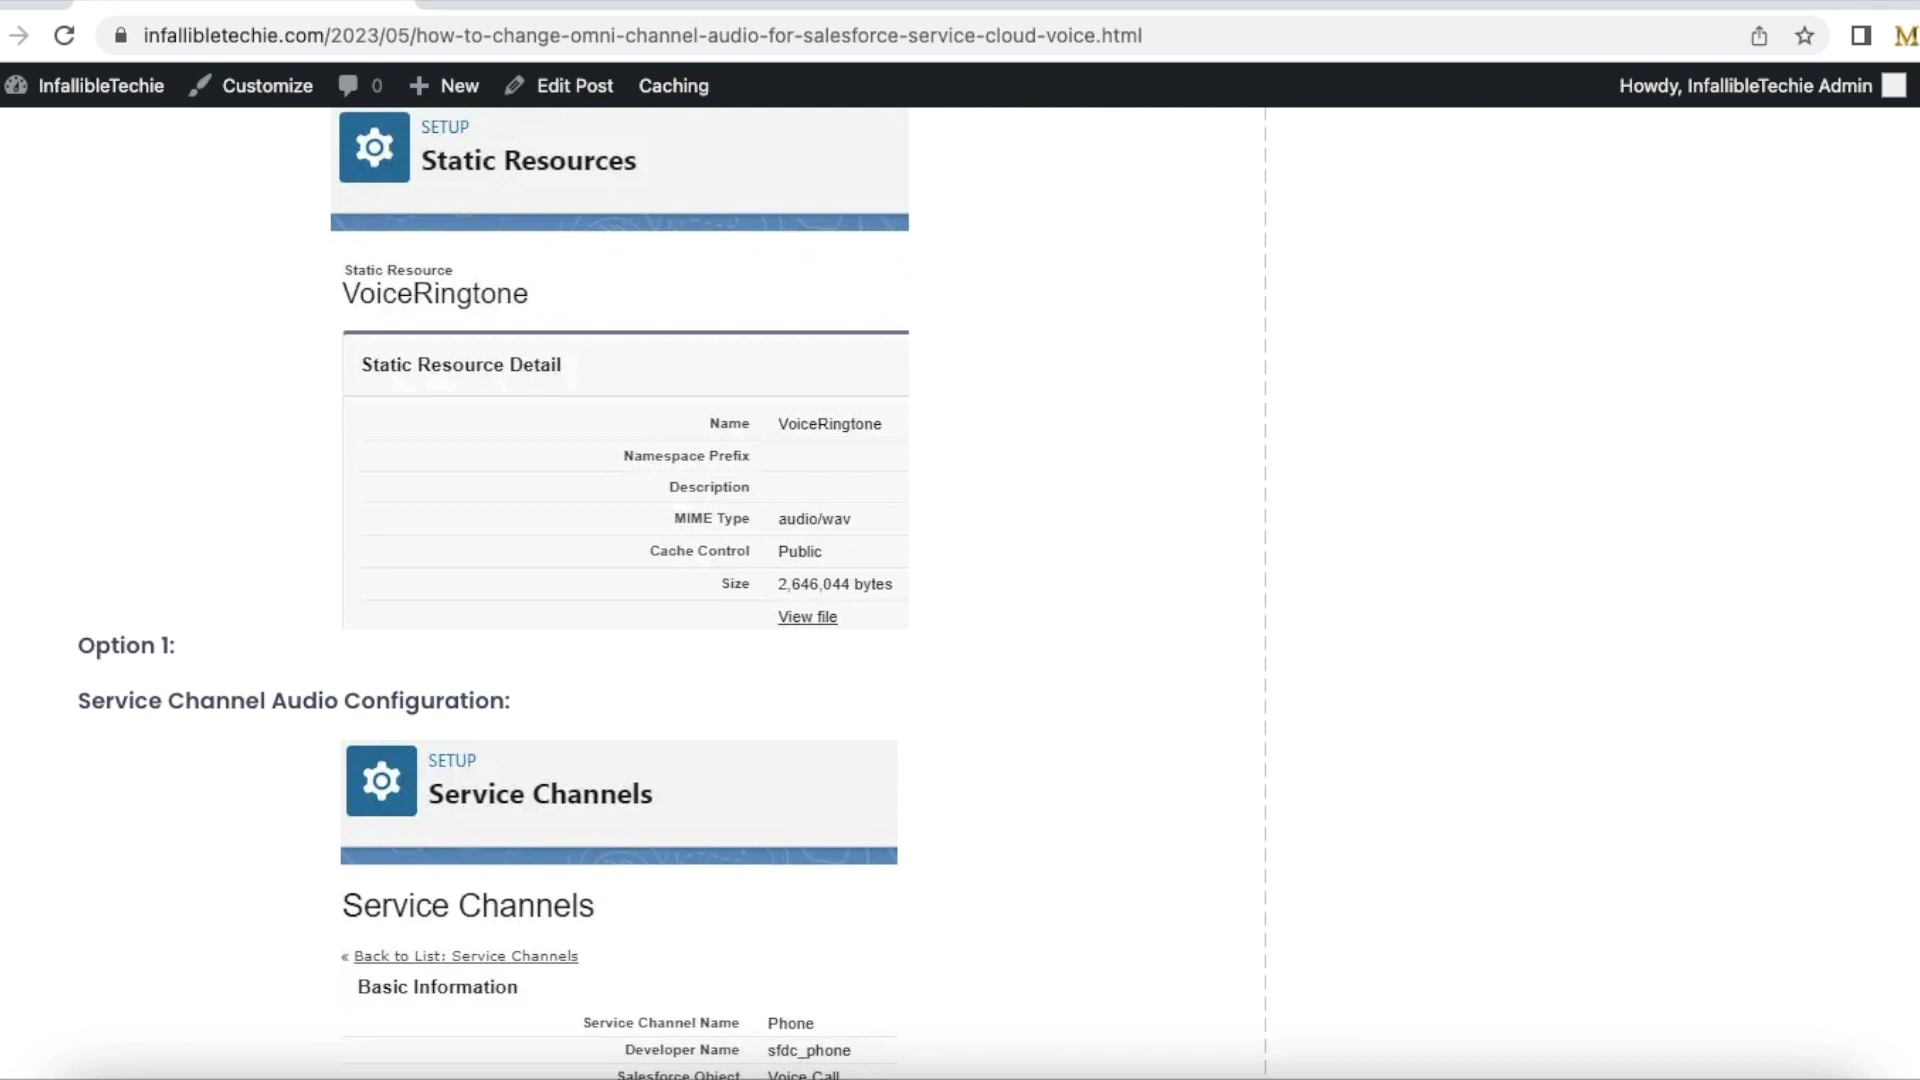 infallibletechie.com/2023/05/how-to-change-omni-channel-audio-for-salesforce-service-cloud-voice.html
M
InfallibleTechie Customize 0 New Edit Post Caching Howdy, InfallibleTechie Admin
SETUP
Static Resources
Static Resource
VoiceRingtone
Static Resource Detail
Name VoiceRingtone
Namespace Prefix
Description
MIME Type audio/wav
Cache Control Public
Size 2,646,044 bytes
View file
Option 1:
Service Channel Audio Configuration:
SETUP
Service Channels
Service Channels
« Back to List: Service Channels
Basic Information
Service Channel Name Phone
Developer Name sfdc_phone
Salesforce Object Voice Call